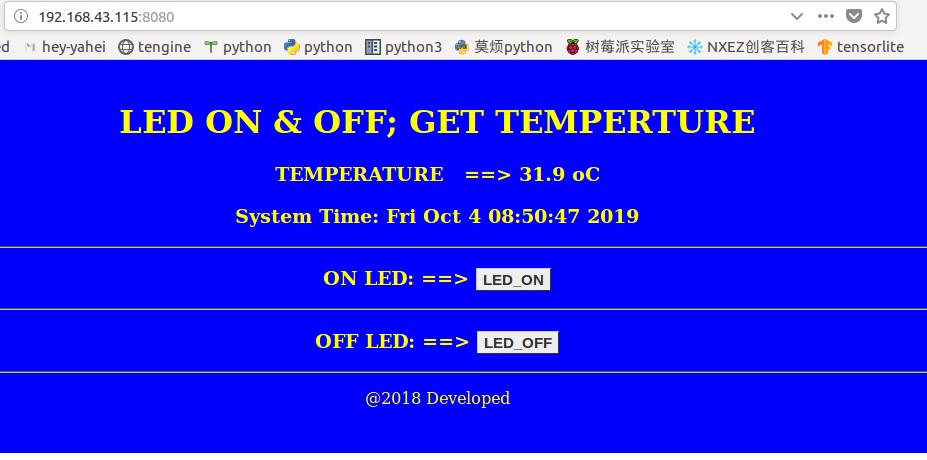 192.168.43.115:8080
ed hey-yahei tengine python python python3 莫烦python 树莓派实验室 NXEZ创客百科 tensorlite
LED ON & OFF; GET TEMPERTURE
TEMPERATURE ==> 31.9 oC
System Time: Fri Oct 4 08:50:47 2019
ON LED: ==> LED_ON
OFF LED: ==> LED_OFF
@2018 Developed